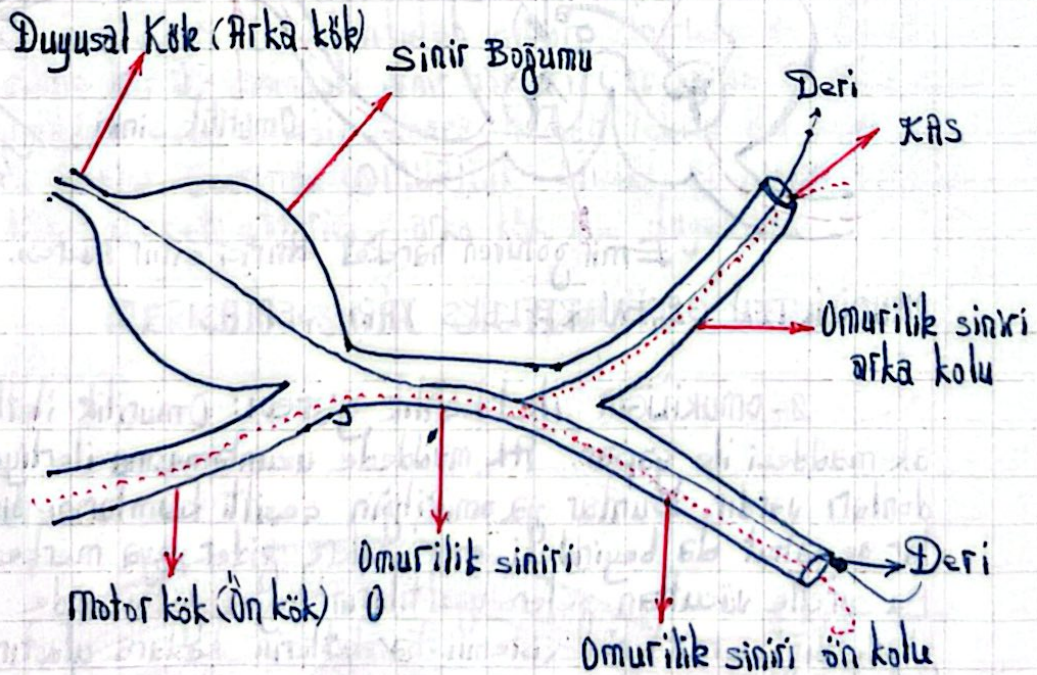 Duyusal Kök (Arka kök)
Sinir Boğumu
Deri
KAS
Omurilik siniri
arka kolu
Omurilik siniri
Deri
Motor kök (Ön kök)
Omurilik siniri ön kolu